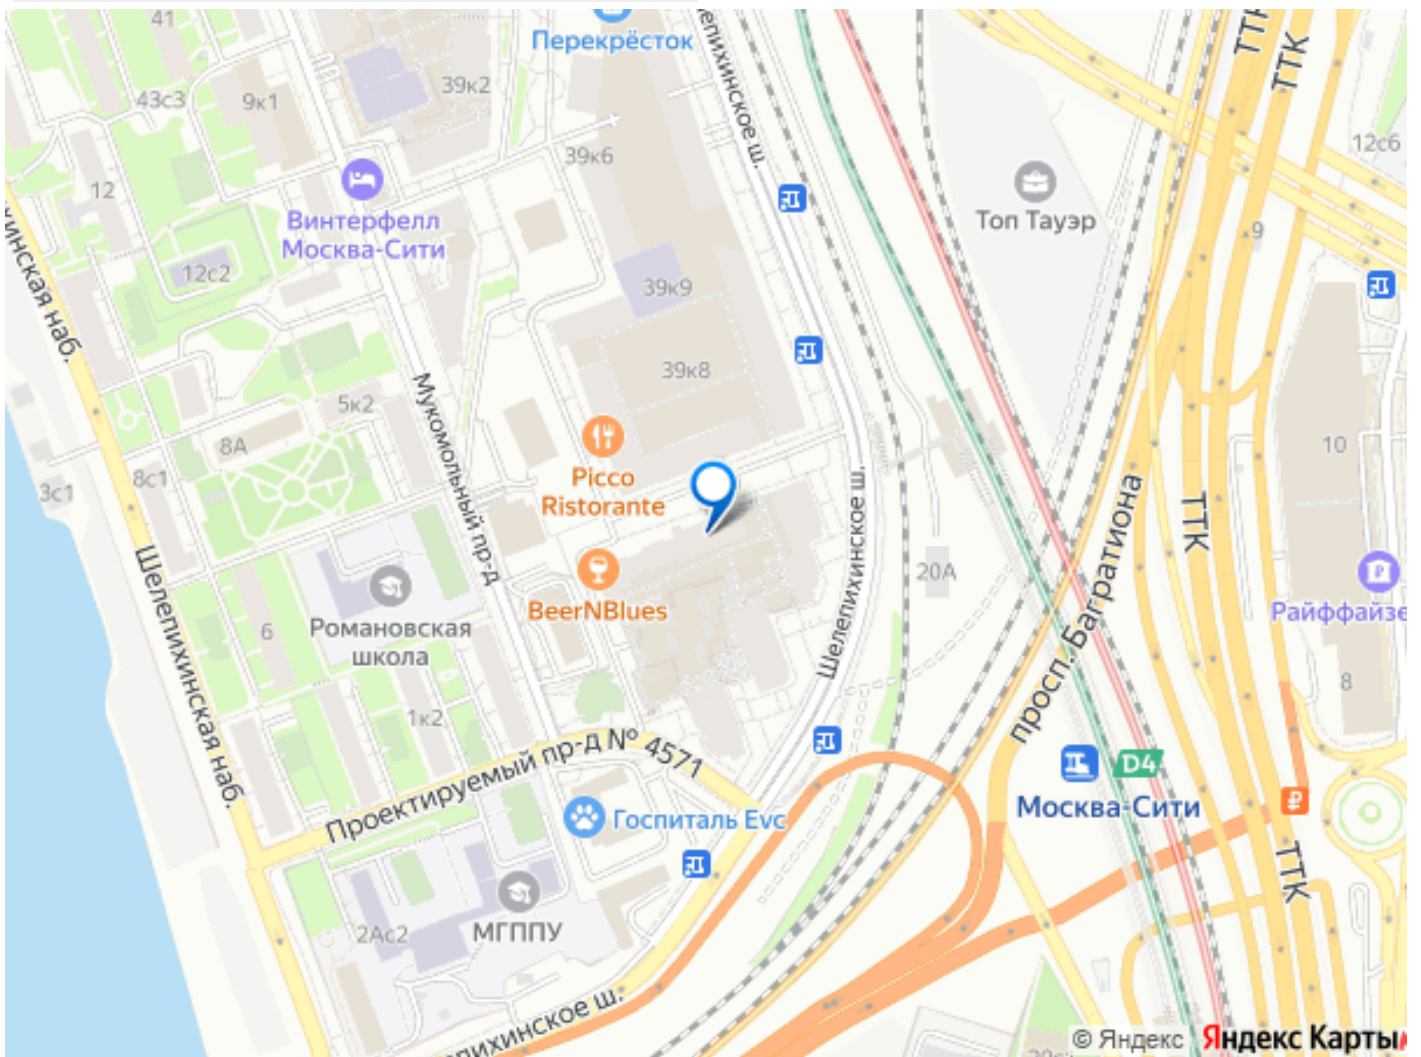 41
Перекрёсток
39к2
43с3
9к1
Шелепихинское ш.
ТТК
ТТК
12с6
39к6
12
Винтерфелл
Москва-Сити
Топ Тауэр
9
12с2
39к9
39к8
Мукомольный пр-д
5к2
8А
8с1
3с1
Picco
Ristorante
10
просп. Багратиона
ТТК
BeerNBlues
20А
Райффайзе
Романовская
школа
6
Шелепихинское ш.
Шелепихинская наб.
8
1к2
Проектируемый пр-д № 4571
D4
Москва-Сити
Госпиталь Evc
ТТК
МГППУ
2Ас2
© Яндекс
Яндекс Карты